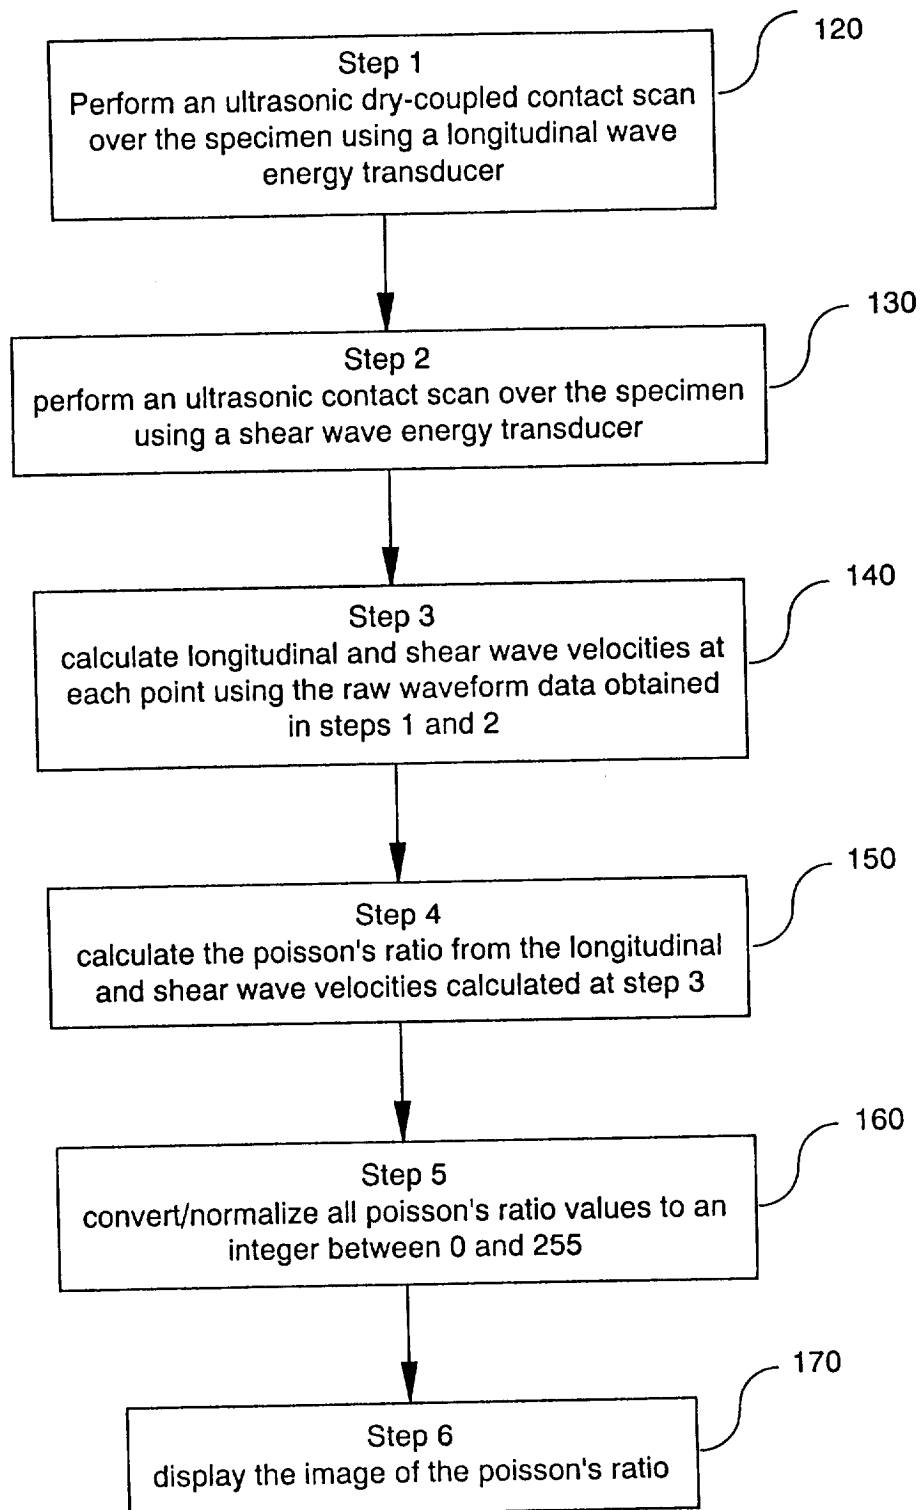 120
Step 1
Perform an ultrasonic dry-coupled contact scan
over the specimen using a longitudinal wave
energy transducer
130
Step 2
perform an ultrasonic contact scan over the specimen
using a shear wave energy transducer
140
Step 3
calculate longitudinal and shear wave velocities at
each point using the raw waveform data obtained
in steps 1 and 2
150
Step 4
calculate the poisson's ratio from the longitudinal
and shear wave velocities calculated at step 3
160
Step 5
convert/normalize all poisson's ratio values to an
integer between 0 and 255
170
Step 6
display the image of the poisson's ratio